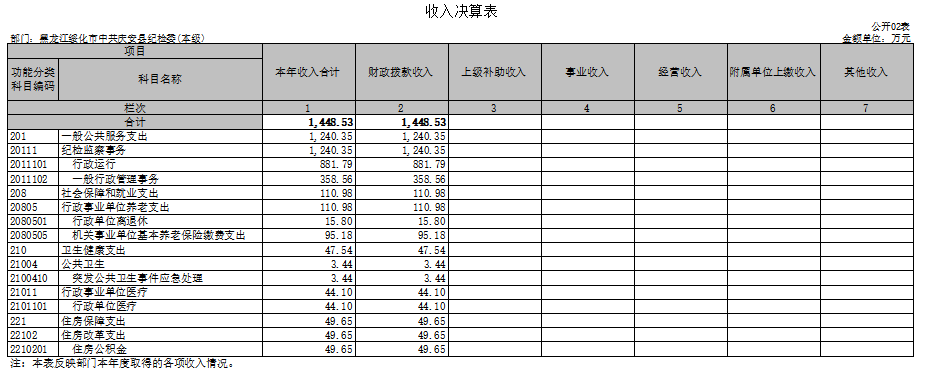 收入决算表
公开02表
部门：黑龙江绥化市中共庆安县纪检委(本级)
金额单位：万元
项目
功能分类科目编码 科目名称 本年收入合计 财政拨款收入 上级补助收入 事业收入 经营收入 附属单位上缴收入 其他收入
栏次 1 2 3 4 5 6 7
合计 1,448.53 1,448.53
201 一般公共服务支出 1,240.35 1,240.35
20111 纪检监察事务 1,240.35 1,240.35
2011101 行政运行 881.79 881.79
2011102 一般行政管理事务 358.56 358.56
208 社会保障和就业支出 110.98 110.98
20805 行政事业单位养老支出 110.98 110.98
2080501 行政单位离退休 15.80 15.80
2080505 机关事业单位基本养老保险缴费支出 95.18 95.18
210 卫生健康支出 47.54 47.54
21004 公共卫生 3.44 3.44
2100410 突发公共卫生事件应急处理 3.44 3.44
21011 行政事业单位医疗 44.10 44.10
2101101 行政单位医疗 44.10 44.10
221 住房保障支出 49.65 49.65
22102 住房改革支出 49.65 49.65
2210201 住房公积金 49.65 49.65
注：本表反映部门本年度取得的各项收入情况。